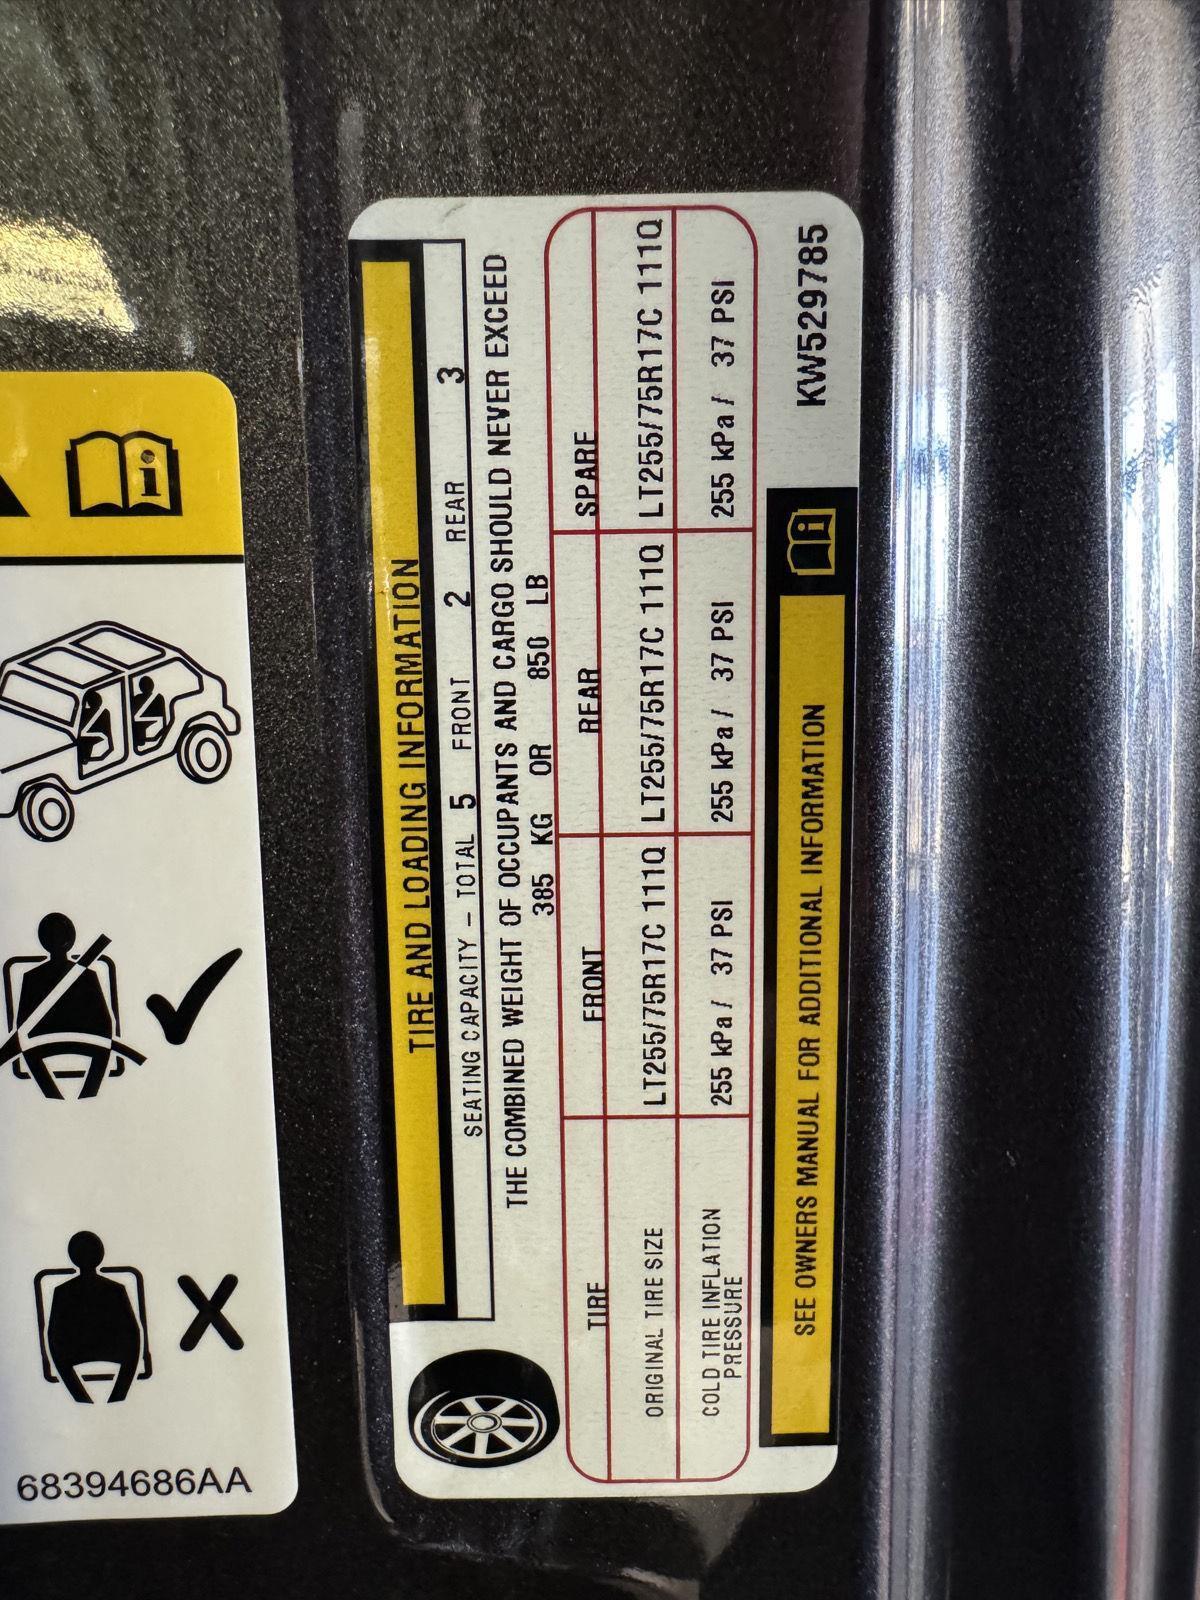 TIRE AND LOADING INFORMATION
SEATING CAPACITY – TOTAL 5 FRONT 2 REAR 3
THE COMBINED WEIGHT OF OCCUPANTS AND CARGO SHOULD NEVER EXCEED
385 KG OR 850 LB
TIRE FRONT REAR SPARE
ORIGINAL TIRE SIZE LT255/75R17C 111Q LT255/75R17C 111Q LT255/75R17C 111Q
COLD TIRE INFLATION PRESSURE 255 kPa / 37 PSI 255 kPa / 37 PSI 255 kPa / 37 PSI
SEE OWNERS MANUAL FOR ADDITIONAL INFORMATION
KW529785
68394686AA